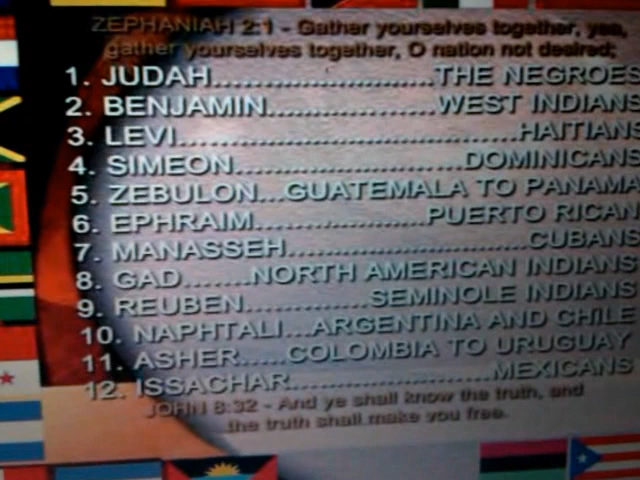 ZEPHANIAH 2:1 - Gather yourselves together, yea,
gather yourselves together, O nation not desired;
1. JUDAH........................THE NEGROES
2. BENJAMIN...................WEST INDIANS
3. LEVI.....................................HAITIANS
4. SIMEON.........................DOMINICANS
5. ZEBULON...GUATEMALA TO PANAMA
6. EPHRAIM...................PUERTO RICAN
7. MANASSEH...........................CUBANS
8. GAD.......NORTH AMERICAN INDIANS
9. REUBEN..............SEMINOLE INDIANS
10. NAPHTALI...ARGENTINA AND CHILE
11. ASHER.....COLOMBIA TO URUGUAY
12. ISSACHAR.......................MEXICANS
JOHN 8:32 - And ye shall know the truth, and
the truth shall make you free.